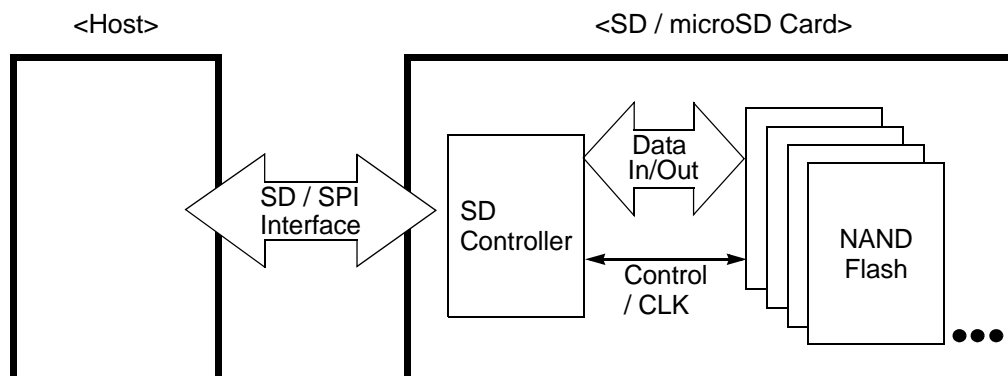 <Host>
<SD / microSD Card>
SD / SPI
Interface
SD
Controller
Data
In/Out
Control
/ CLK
NAND
Flash